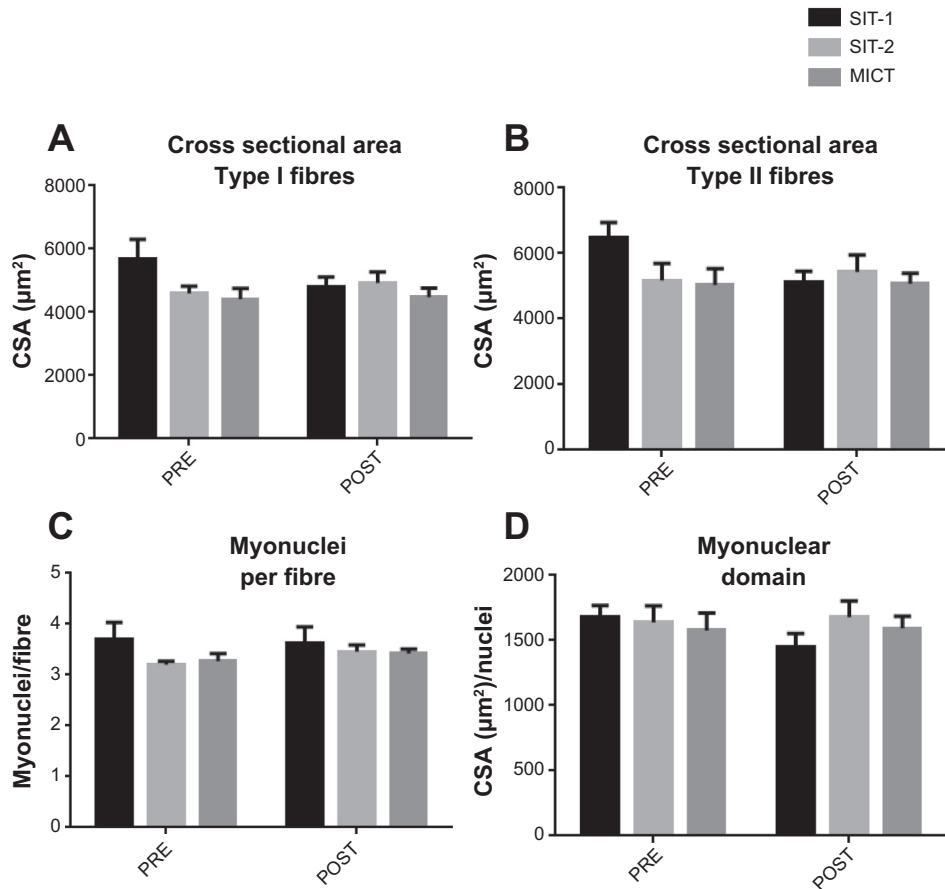 SIT-1
SIT-2
MICT
A
Cross sectional area
Type I fibres
CSA (µm²)
8000
6000
4000
2000
0
PRE
POST
B
Cross sectional area
Type II fibres
CSA (µm²)
8000
6000
4000
2000
0
PRE
POST
C
Myonuclei
per fibre
Myonuclei/fibre
5
4
3
2
1
0
PRE
POST
D
Myonuclear
domain
CSA (µm²)/nuclei
2000
1500
1000
500
0
PRE
POST